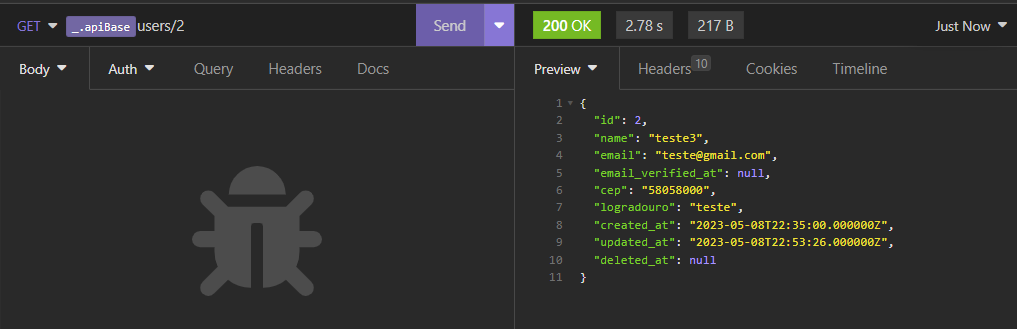 GET _.apiBase users/2 Send 200 OK 2.78 s 217 B Just Now
Body Auth Query Headers Docs Preview Headers 10 Cookies Timeline
1 {
2 "id": 2,
3 "name": "teste3",
4 "email": "teste@gmail.com",
5 "email_verified_at": null,
6 "cep": "58058000",
7 "logradouro": "teste",
8 "created_at": "2023-05-08T22:35:00.000000Z",
9 "updated_at": "2023-05-08T22:53:26.000000Z",
10 "deleted_at": null
11 }